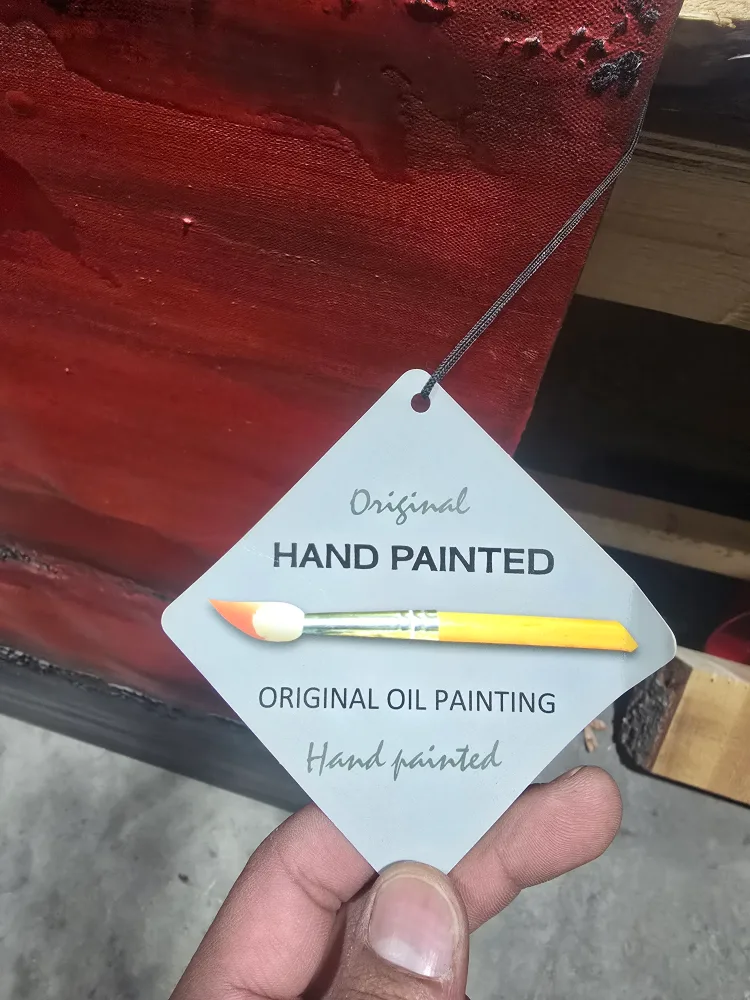 Original
HAND PAINTED
ORIGINAL OIL PAINTING
Hand painted